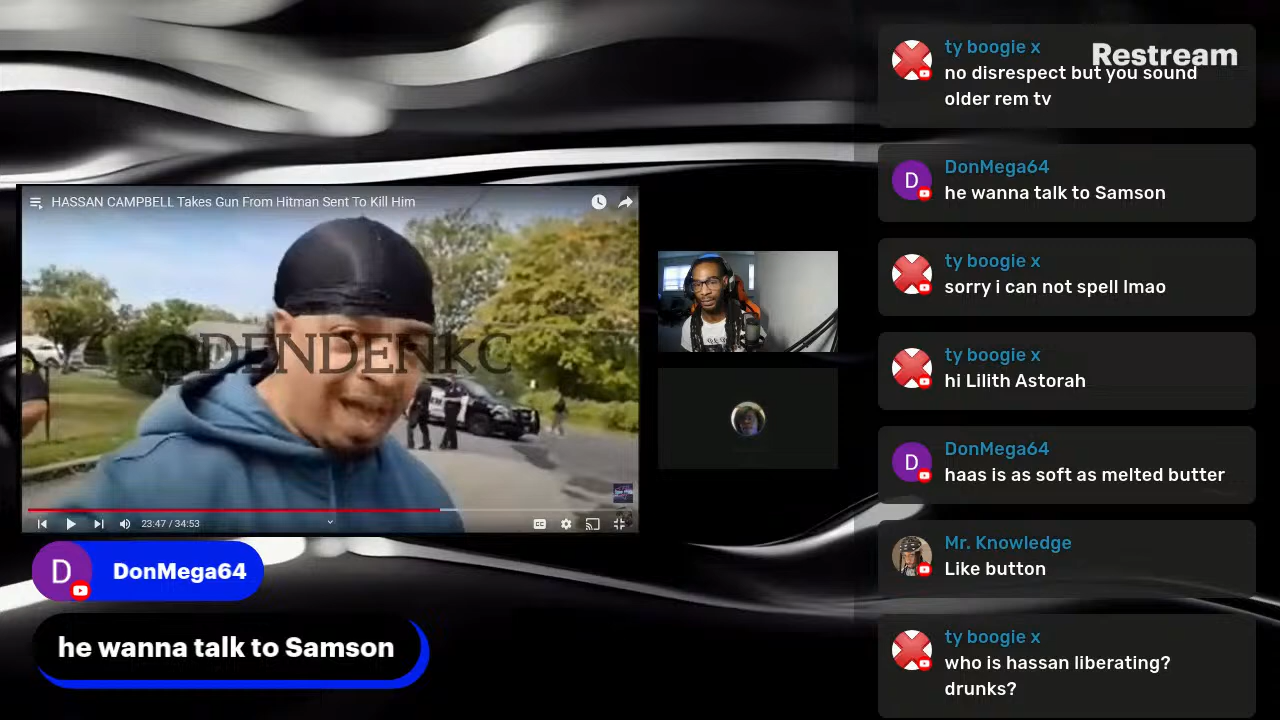 HASSAN CAMPBELL Takes Gun From Hitman Sent To Kill Him
@DENDENKC
23:47 / 34:53
CC
D
DonMega64
he wanna talk to Samson
Restream
ty boogie x
no disrespect but you sound
older rem tv
D
DonMega64
he wanna talk to Samson
ty boogie x
sorry i can not spell lmao
ty boogie x
hi Lilith Astorah
D
DonMega64
haas is as soft as melted butter
Mr. Knowledge
Like button
ty boogie x
who is hassan liberating?
drunks?